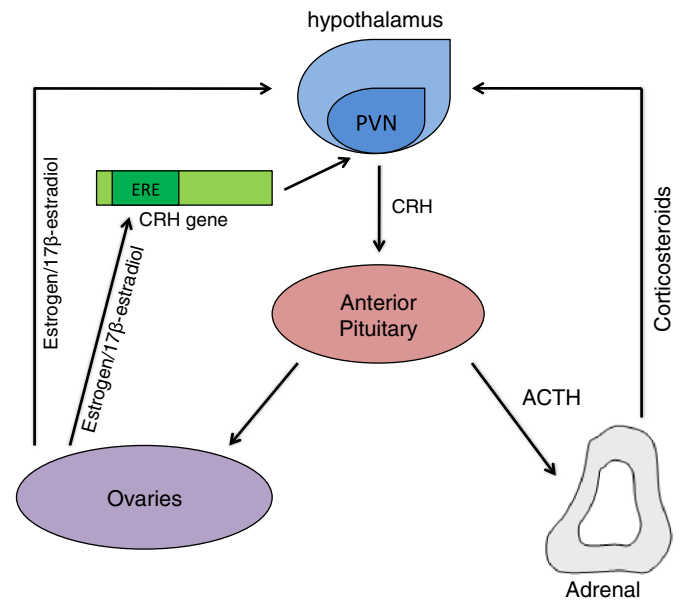 hypothalamus
PVN
ERE
CRH gene
CRH
Estrogen/17β-estradiol
Estrogen/17β-estradiol
Corticosteroids
Anterior
Pituitary
ACTH
Ovaries
Adrenal